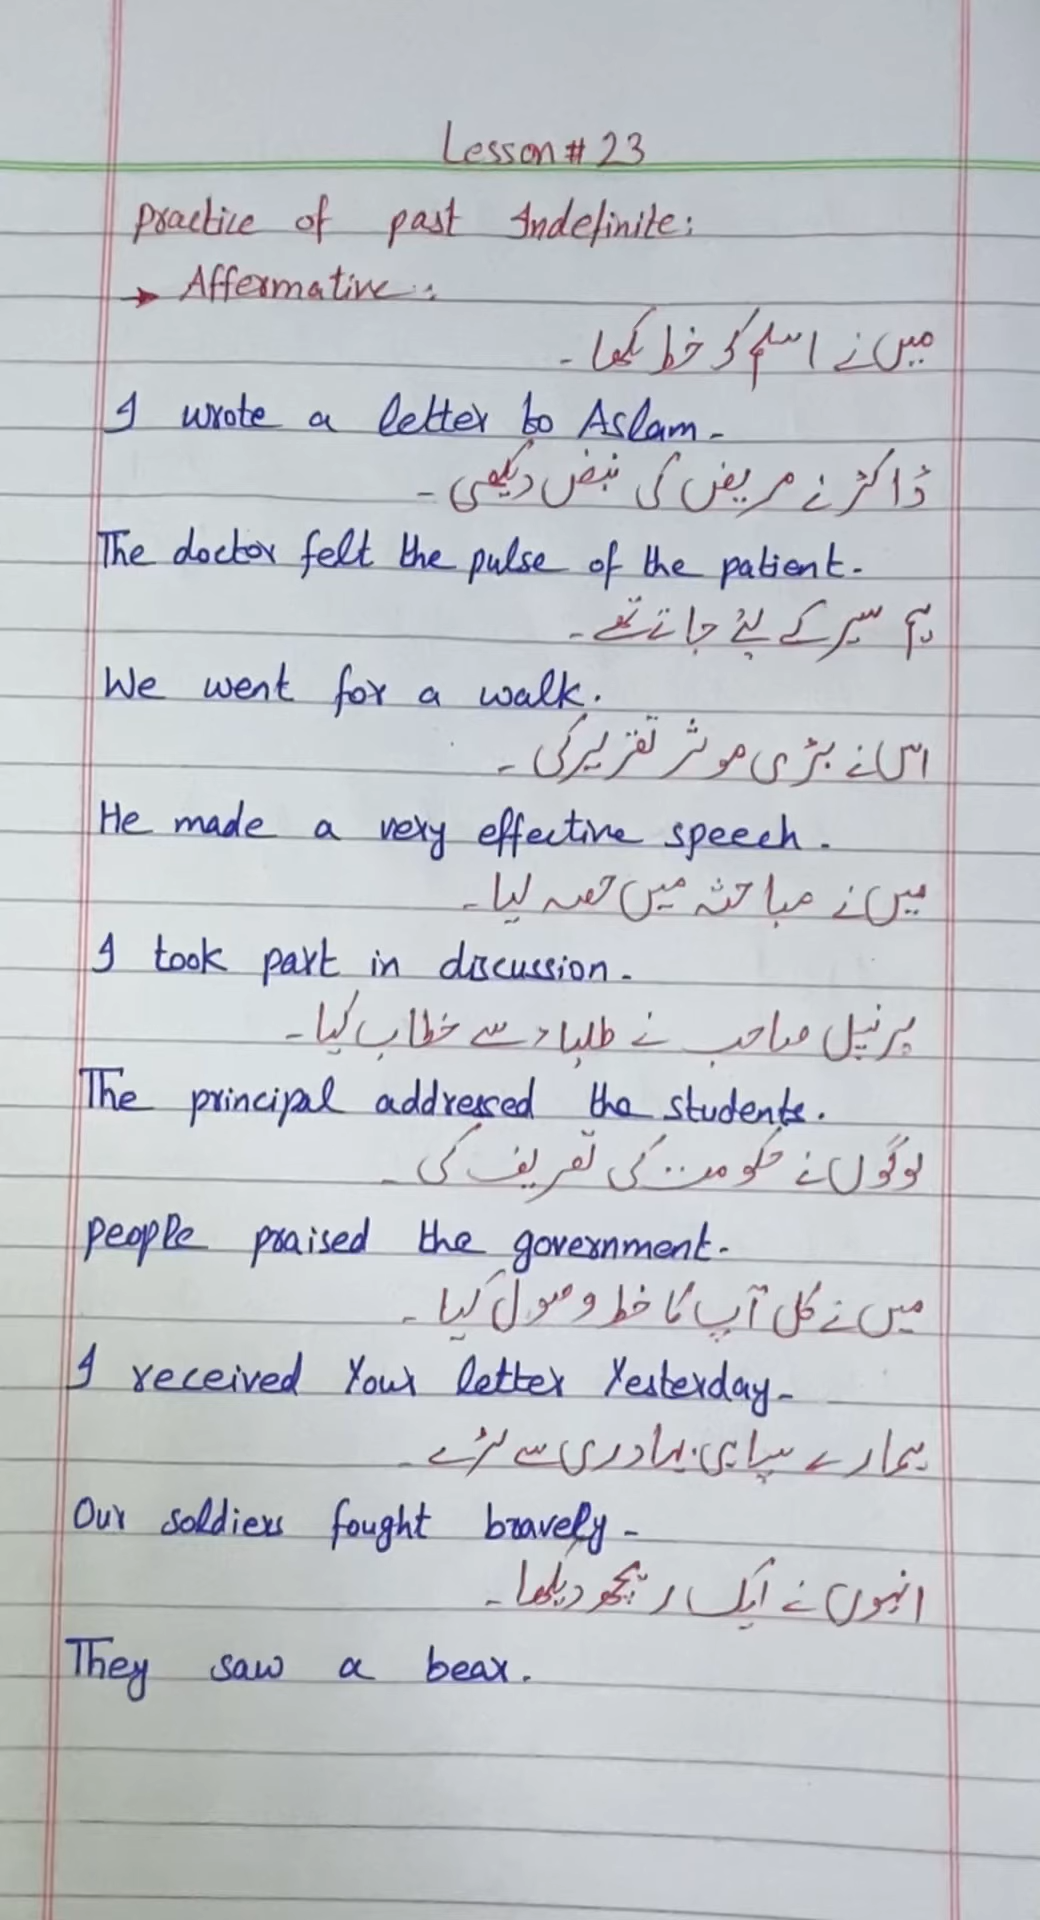 Lesson # 23
Practice of past Indefinite:
→ Affermative:
میں نے اسلم کو خط لکھا۔
I wrote a letter to Aslam.
ڈاکٹر نے مریض کی نبض دیکھی۔
The doctor felt the pulse of the patient.
ہم سیر کے لئے جاتے تھے۔
We went for a walk.
اس نے بڑی موثر تقریر کی۔
He made a very effective speech.
میں نے مباحثہ میں حصہ لیا۔
I took part in discussion.
پرنپل صاحب نے طلباء سے خطاب کیا۔
The principal addressed the students.
لوگوں نے حکومت کی تعریف کی۔
People praised the government.
میں نے کل آپ کا خط وصول کیا۔
I received Your letter Yesterday.
ہمارے سپاہی بہادری سے لڑے۔
Our soldiers fought bravely.
انہوں نے ایک ریچھ دیکھا۔
They saw a bear.